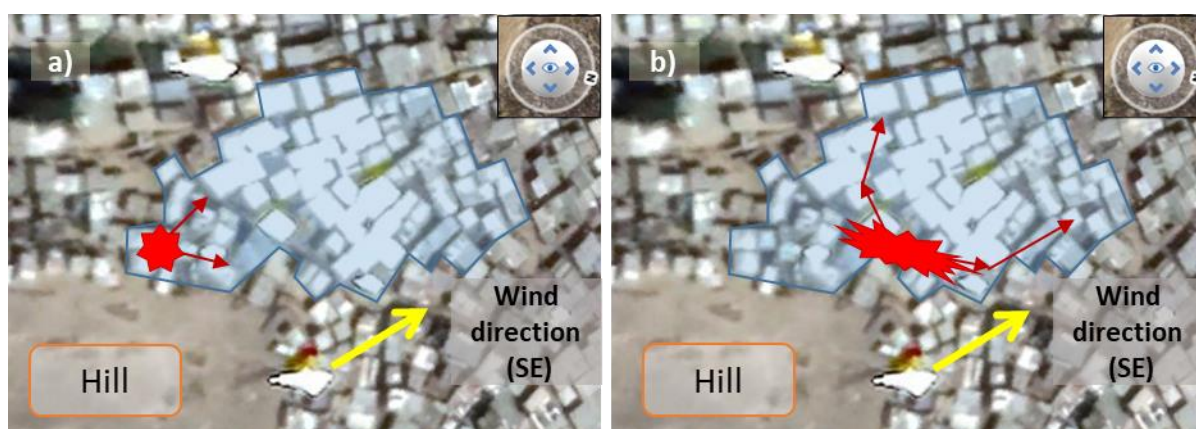 a)
N
Wind
direction
(SE)
Hill
b)
N
Wind
direction
(SE)
Hill